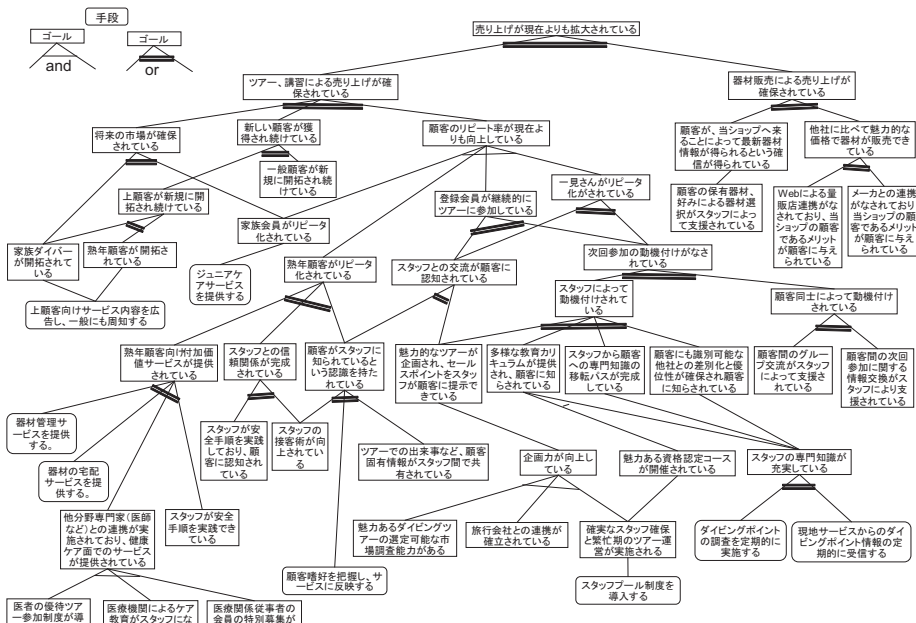 手段
ゴール
and
ゴール
or
売り上げが現在よりも拡大されている
ツアー、講習による売り上げが確
保されている
器材販売による売り上げが
確保されている
将来の市場が確保
されている
新しい顧客が獲
得され続けている
顧客のリピート率が現在よ
りも向上している
顧客が、当ショップへ来
ることによって最新器材
情報が得られるという確
信が得られている
他社に比べて魅力的な
価格で器材が販売でき
ている
上顧客が新規に開
拓され続けている
一般顧客が新
規に開拓され続
けている
登録会員が継続的に
ツアーに参加している
一見さんがリピータ
化がされている
顧客の保有器材、
好みによる器材選
択がスタッフによっ
て支援されている
Webによる量
販店連携がな
されており、当
ショップの顧客
であるメリット
が顧客に与え
られている
メーカとの連携
がなされており
当ショップの顧
客であるメリット
が顧客に与え
られている
家族会員がリピータ
化されている
家族ダイバー
が開拓されて
いる
熟年顧客が開拓さ
れている
ジュニアケ
アサービス
を提供する
熟年顧客がリピータ
化されている
スタッフとの交流が顧客に
認知されている
次回参加の動機付けがなさ
れている
上顧客向けサービス内容を広
告し、一般にも周知する
スタッフによって
動機付けされて
いる
顧客同士によって動機付け
されている
熟年顧客向け付加価
値サービスが提供
されている
スタッフとの信
頼関係が完成
されている
顧客がスタッフに
知られているとい
う認識を持たれ
ている
魅力的なツアーが
企画され、セール
スポイントをスタッ
フが顧客に提示で
きている
多様な教育カリ
キュラムが提供
され、顧客に知
らされている
スタッフから顧客
への専門知識の
移転パスが完成
している
顧客にも識別可能な
他社との差別化と優
位性が確保され顧客
に知らされている
顧客間のグルー
プ交流がスタッフ
によって支援さ
れている
顧客間の次回
参加に関する
情報交換がス
タッフにより支
援されている
器材管理サ
ービスを提供
する。
器材の宅配
サービスを提
供する。
スタッフが安
全手順を実践
しており、顧
客に認知され
ている
スタッフの
接客術が向
上されてい
る
ツアーでの出来事など、顧客
固有情報がスタッフ間で共
有されている
企画力が向上し
ている
魅力ある資格認定コース
が開催されている
スタッフの専門知識が
充実している
他分野専門家(医師
など)との連携が実
施されており、健康
ケア面でのサービス
が提供されている
スタッフが安全
手順を実践でき
ている
魅力あるダイビングツ
アーの選定可能な市
場調査能力がある
旅行会社との連携が
確立されている
確実なスタッフ確保
と繁忙期のツアー運
営が実施される
ダイビングポイント
の調査を定期的に
実施する
現地サービスからのダイ
ビングポイント情報の定
期的に受信する
顧客嗜好を把握し、サ
ービスに反映する
スタッフプール制度を
導入する
医者の優待ツア
ー参加制度が導
医療機関によるケア
教育がスタッフにな
医療関係従事者の
会員の特別募集が